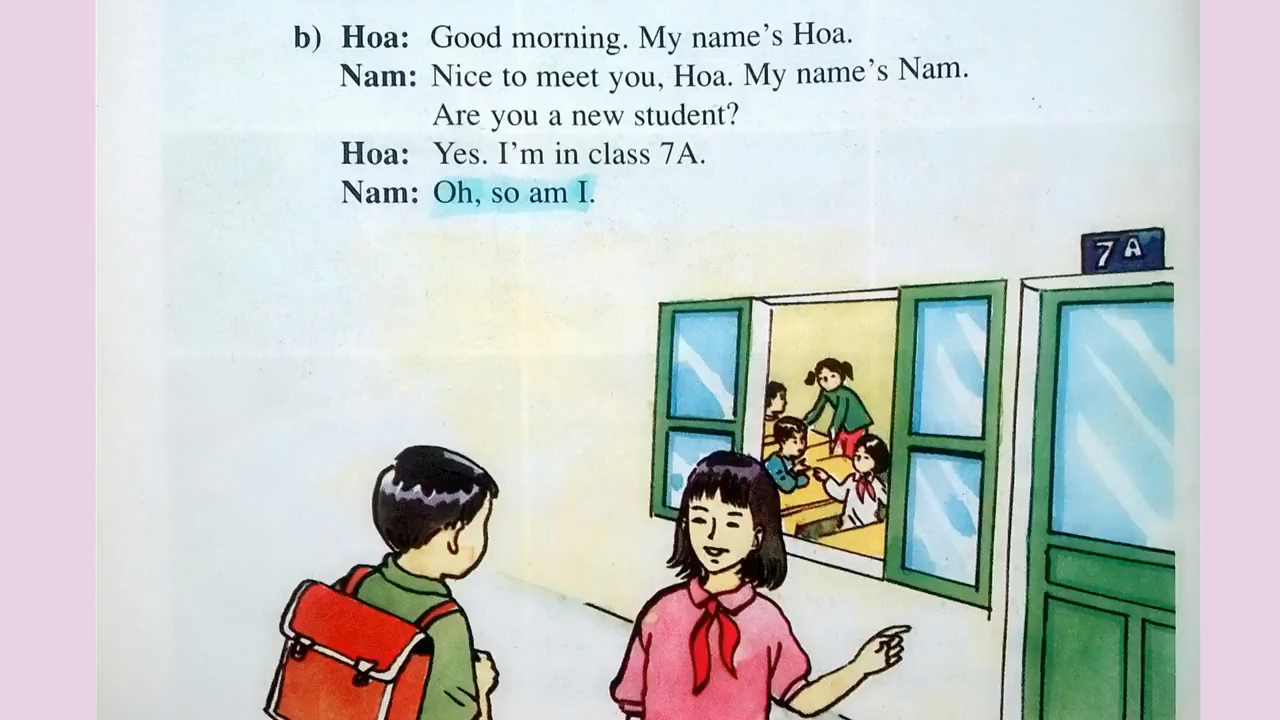 b) Hoa: Good morning. My name's Hoa.
Nam: Nice to meet you, Hoa. My name's Nam.
Are you a new student?
Hoa: Yes. I'm in class 7A.
Nam: Oh, so am I.
7A